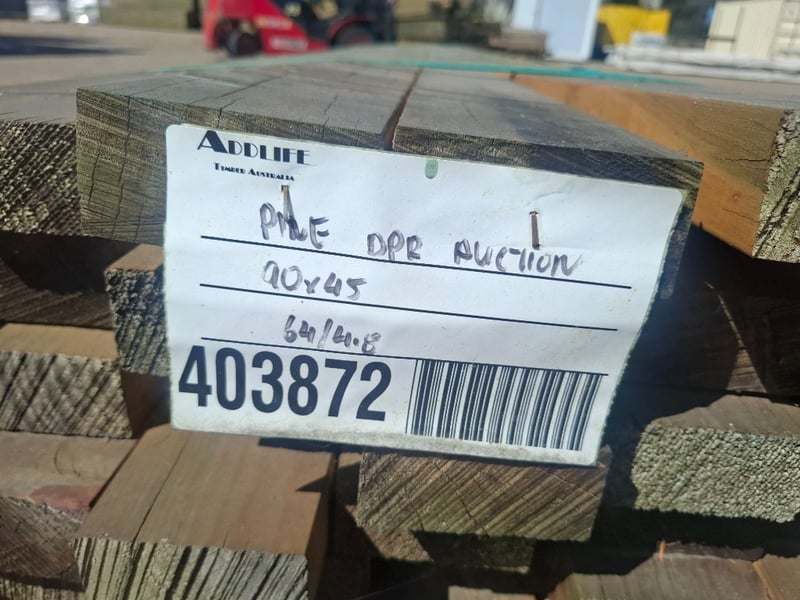 ADDLIFE
TIMBER AUSTRALIA
PINE DPR AUCTION
90x45
64/4.8
403872